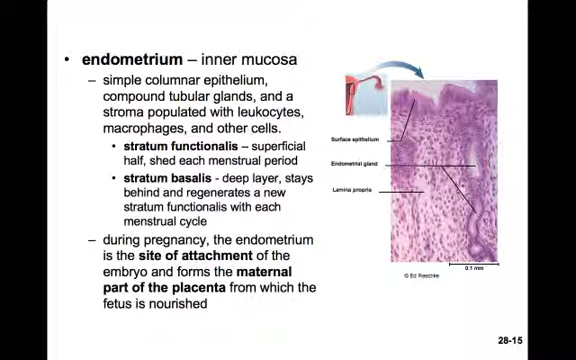 • endometrium – inner mucosa
– simple columnar epithelium,
compound tubular glands, and a
stroma populated with leukocytes,
macrophages, and other cells.
• stratum functionalis – superficial
half, shed each menstrual period
• stratum basalis - deep layer, stays
behind and regenerates a new
stratum functionalis with each
menstrual cycle
– during pregnancy, the endometrium
is the site of attachment of the
embryo and forms the maternal
part of the placenta from which the
fetus is nourished
Surface epithelium
Endometrial gland
Lamina propria
0.1 mm
© Ed Reschke
28-15